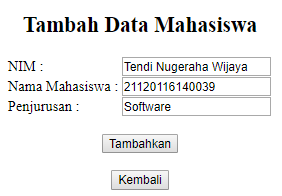 Tambah Data Mahasiswa
NIM : Tendi Nugeraha Wijaya
Nama Mahasiswa : 21120116140039
Penjurusan : Software
Tambahkan
Kembali